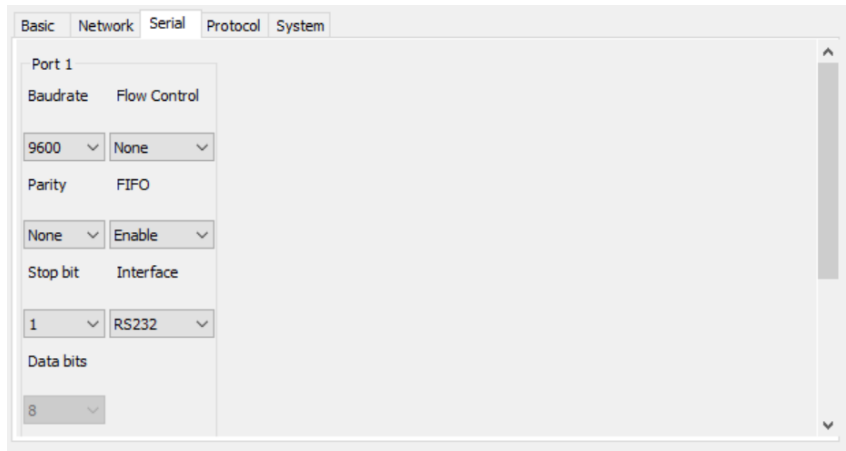 Basic Network Serial Protocol System
Port 1
Baudrate Flow Control
9600 None
Parity FIFO
None Enable
Stop bit Interface
1 RS232
Data bits
8